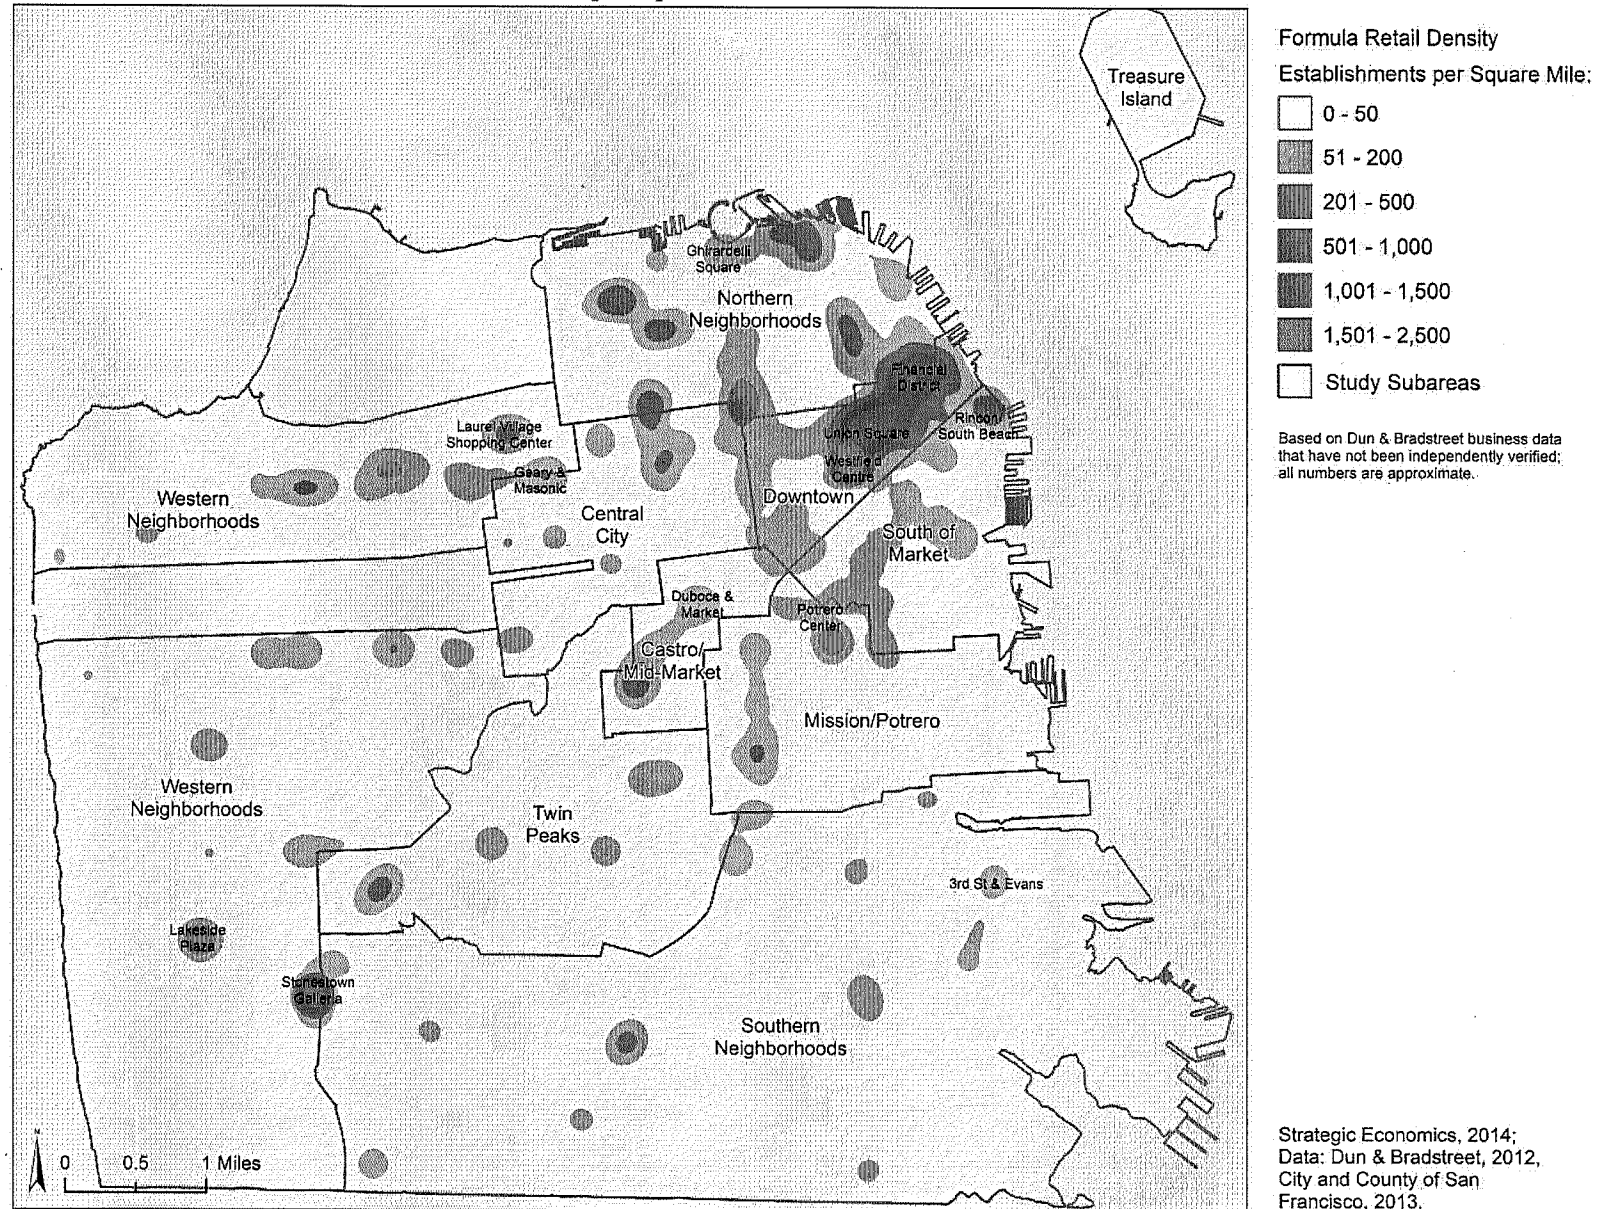 Formula Retail Density
Establishments per Square Mile:
0 - 50
51 - 200
201 - 500
501 - 1,000
1,001 - 1,500
1,501 - 2,500
Study Subareas
Based on Dun & Bradstreet business data
that have not been independently verified;
all numbers are approximate.
Treasure
Island
Ghirardelli
Square
Northern
Neighborhoods
Financial
District
Laurel Village
Shopping Center
Rincon/
South Beach
Union Square
Westfield
Centre
Geary &
Masonic
Western
Neighborhoods
Downtown
Central
City
South of
Market
Duboce &
Market
Potrero
Center
Castro/
Mid-Market
Mission/Potrero
Western
Neighborhoods
Twin
Peaks
3rd St & Evans
Lakeside
Plaza
Stonestown
Galleria
Southern
Neighborhoods
N
0 0.5 1 Miles
Strategic Economics, 2014;
Data: Dun & Bradstreet, 2012,
City and County of San
Francisco, 2013.